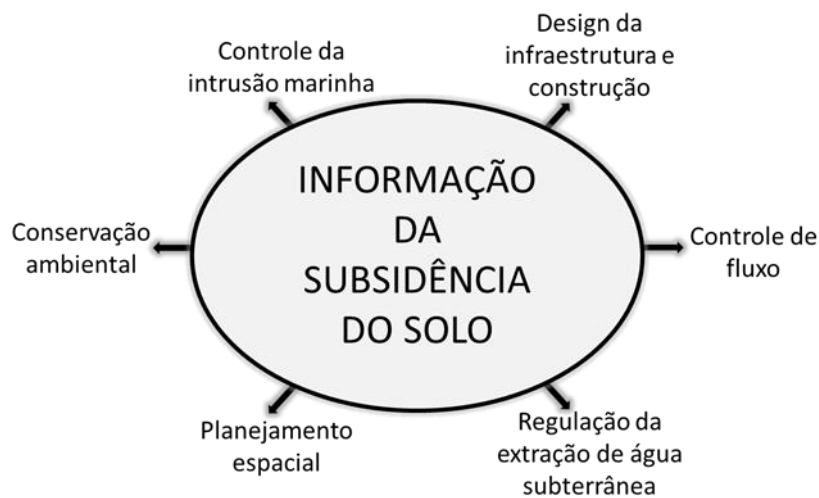 Controle da
intrusão marinha
Design da
infraestrutura e
construção
INFORMAÇÃO
DA
SUBSIDÊNCIA
DO SOLO
Conservação
ambiental
Controle de
fluxo
Planejamento
espacial
Regulação da
extração de água
subterrânea